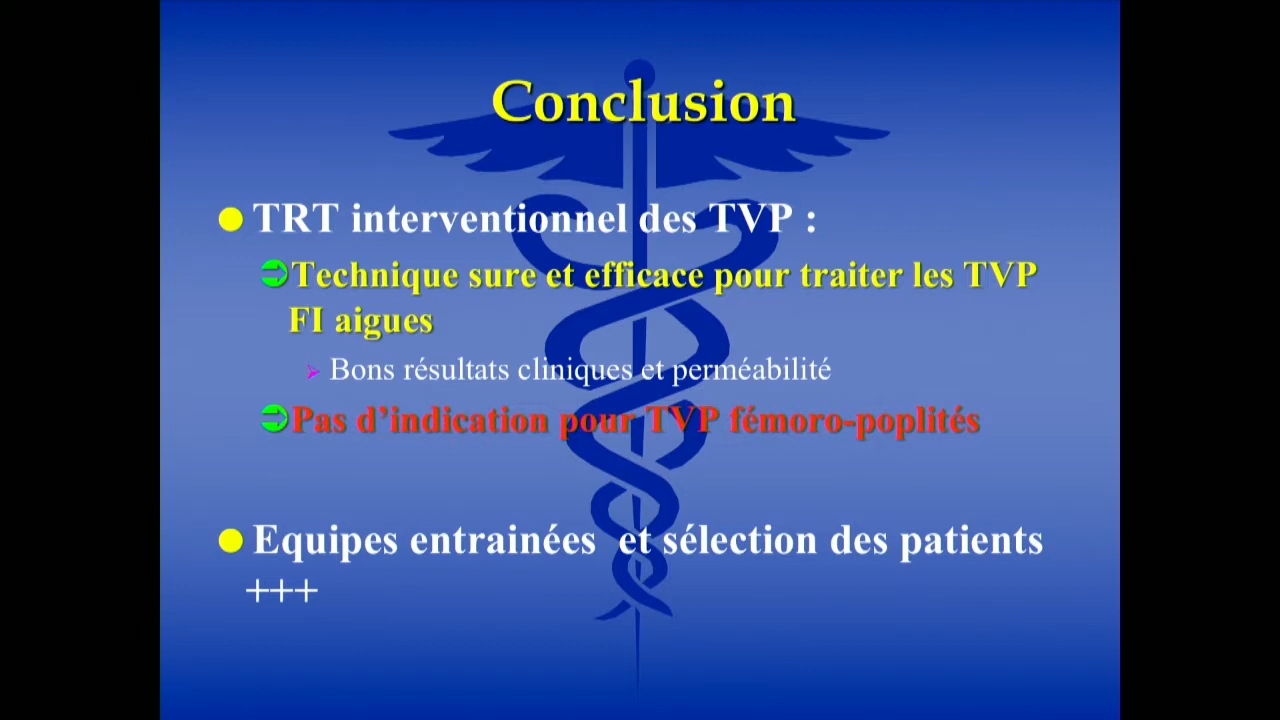 Conclusion
TRT interventionnel des TVP :
Technique sure et efficace pour traiter les TVP
FI aigues
Bons résultats cliniques et perméabilité
Pas d’indication pour TVP fémoro-poplités
Equipes entrainées et sélection des patients
+++